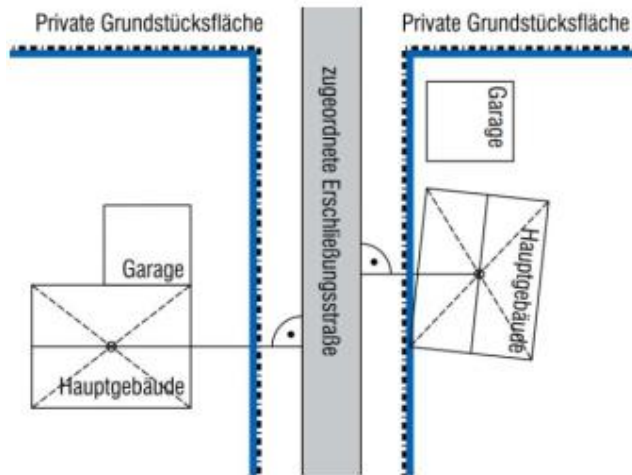 Private Grundstücksfläche
Private Grundstücksfläche
zugeordnete Erschließungsstraße
Garage
Hauptgebäude
Garage
Hauptgebäude